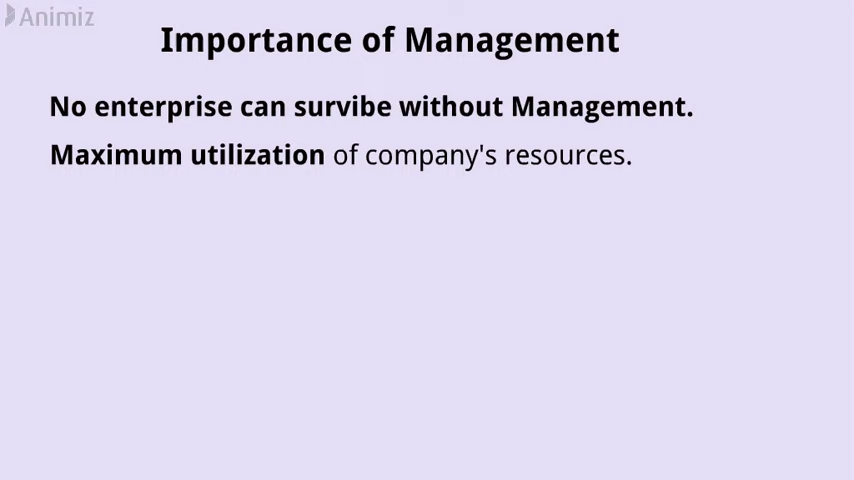 Animiz
Importance of Management
No enterprise can survibe without Management.
Maximum utilization of company's resources.